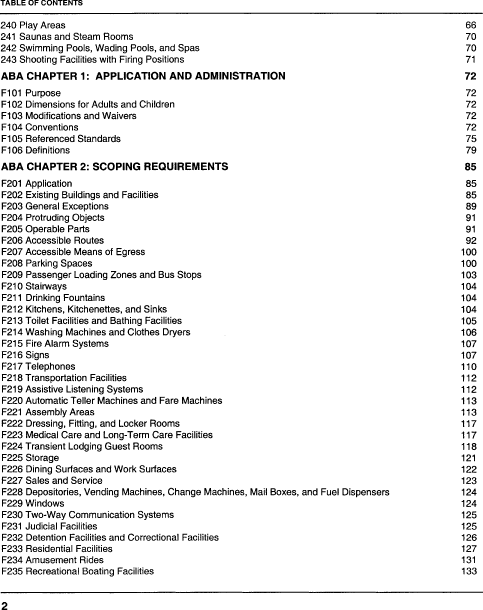 TABLE OF CONTENTS
240 Play Areas 66
241 Saunas and Steam Rooms 70
242 Swimming Pools, Wading Pools, and Spas 70
243 Shooting Facilities with Firing Positions 71
ABA CHAPTER 1: APPLICATION AND ADMINISTRATION 72
F101 Purpose 72
F102 Dimensions for Adults and Children 72
F103 Modifications and Waivers 72
F104 Conventions 72
F105 Referenced Standards 75
F106 Definitions 79
ABA CHAPTER 2: SCOPING REQUIREMENTS 85
F201 Application 85
F202 Existing Buildings and Facilities 85
F203 General Exceptions 89
F204 Protruding Objects 91
F205 Operable Parts 91
F206 Accessible Routes 92
F207 Accessible Means of Egress 100
F208 Parking Spaces 100
F209 Passenger Loading Zones and Bus Stops 103
F210 Stairways 104
F211 Drinking Fountains 104
F212 Kitchens, Kitchenettes, and Sinks 104
F213 Toilet Facilities and Bathing Facilities 105
F214 Washing Machines and Clothes Dryers 106
F215 Fire Alarm Systems 107
F216 Signs 107
F217 Telephones 110
F218 Transportation Facilities 112
F219 Assistive Listening Systems 112
F220 Automatic Teller Machines and Fare Machines 113
F221 Assembly Areas 113
F222 Dressing, Fitting, and Locker Rooms 117
F223 Medical Care and Long-Term Care Facilities 117
F224 Transient Lodging Guest Rooms 118
F225 Storage 121
F226 Dining Surfaces and Work Surfaces 122
F227 Sales and Service 123
F228 Depositories, Vending Machines, Change Machines, Mail Boxes, and Fuel Dispensers 124
F229 Windows 124
F230 Two-Way Communication Systems 125
F231 Judicial Facilities 125
F232 Detention Facilities and Correctional Facilities 126
F233 Residential Facilities 127
F234 Amusement Rides 131
F235 Recreational Boating Facilities 133
2